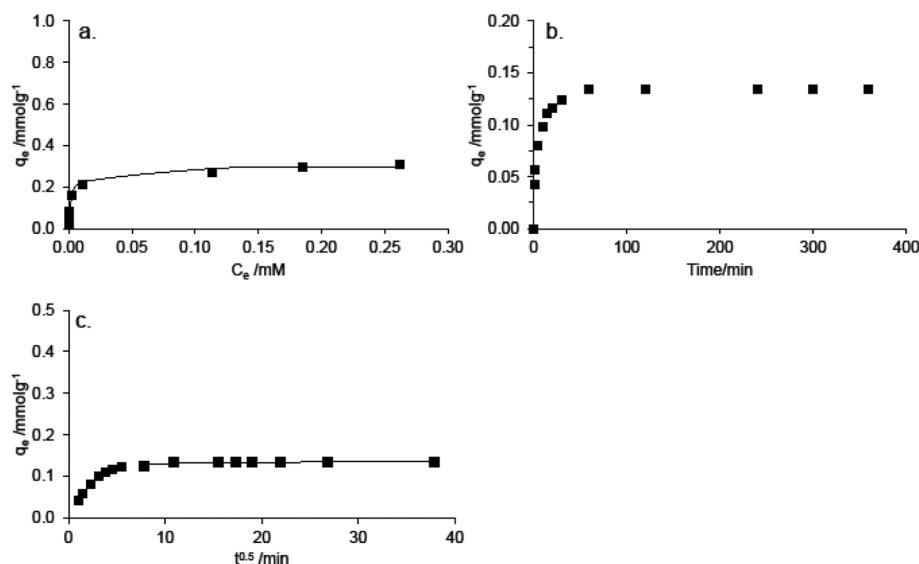 a.
1.0
0.8
0.6
0.4
0.2
0.0
qₑ /mmolg⁻¹
0.00 0.05 0.10 0.15 0.20 0.25 0.30
Cₑ /mM
b.
0.20
0.15
0.10
0.05
0.00
qₑ /mmolg⁻¹
0 100 200 300 400
Time/min
c.
0.5
0.4
0.3
0.2
0.1
0.0
qₑ /mmolg⁻¹
0 10 20 30 40
t⁰·⁵ /min